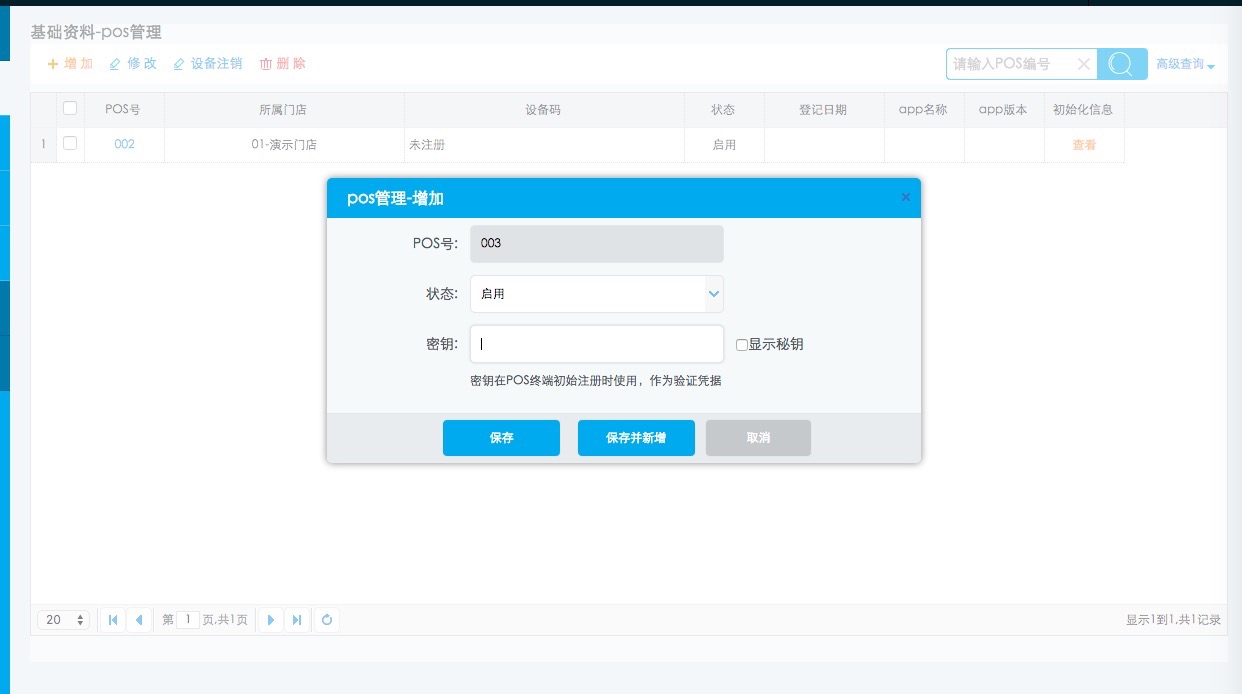 基础资料-pos管理
增 加 修 改 设备注销 删 除 请输入POS编号 高级查询
POS号 所属门店 设备码 状态 登记日期 app名称 app版本 初始化信息
1 002 01-演示门店 未注册 启用 查看
pos管理-增加 ×
POS号: 003
状态: 启用
密钥: 显示秘钥
密钥在POS终端初始注册时使用，作为验证凭据
保存 保存并新增 取消
20 第 1 页,共1页 显示1到1,共1记录